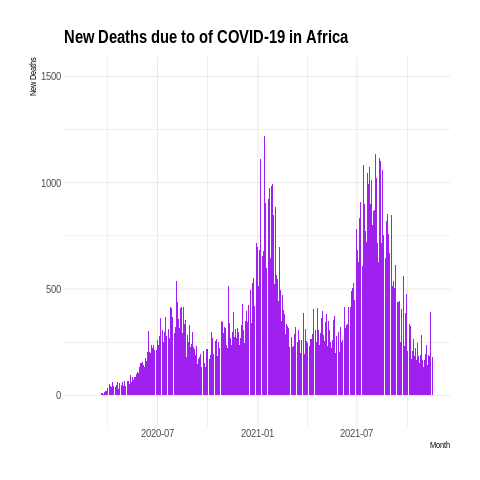 New Deaths due to of COVID-19 in Africa
New Deaths
1500
1000
500
0
2020-07
2021-01
2021-07
Month